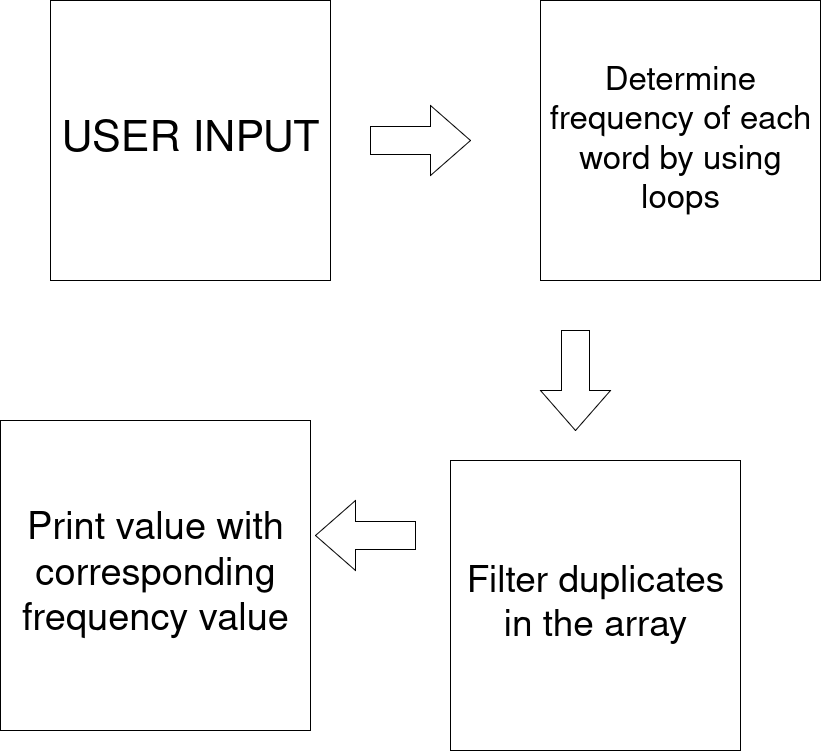 USER INPUT
Determine
frequency of each
word by using
loops
Filter duplicates
in the array
Print value with
corresponding
frequency value